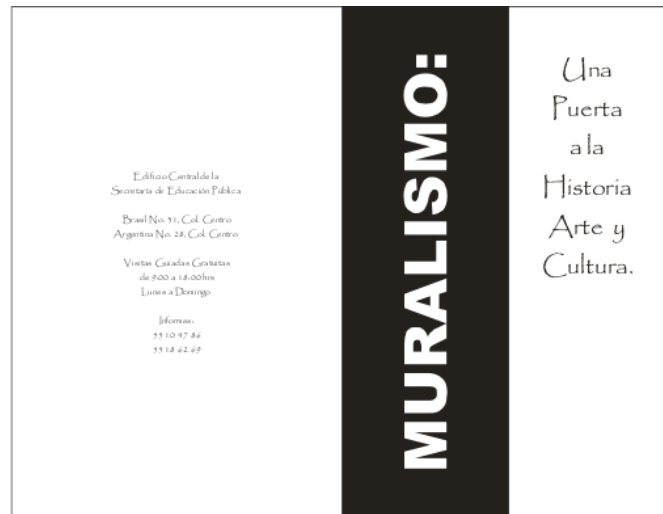 Edificio Central de la
Secretaría de Educación Pública
Brasil No. 31, Col. Centro
Argentina No. 28, Col. Centro
Visitas Guiadas Gratuitas
de 9:00 a 18:00 hrs
Lunes a Domingo
Informes:
55 10 47 86
55 18 62 69
MURALISMO:
Una
Puerta
a la
Historia
Arte y
Cultura.